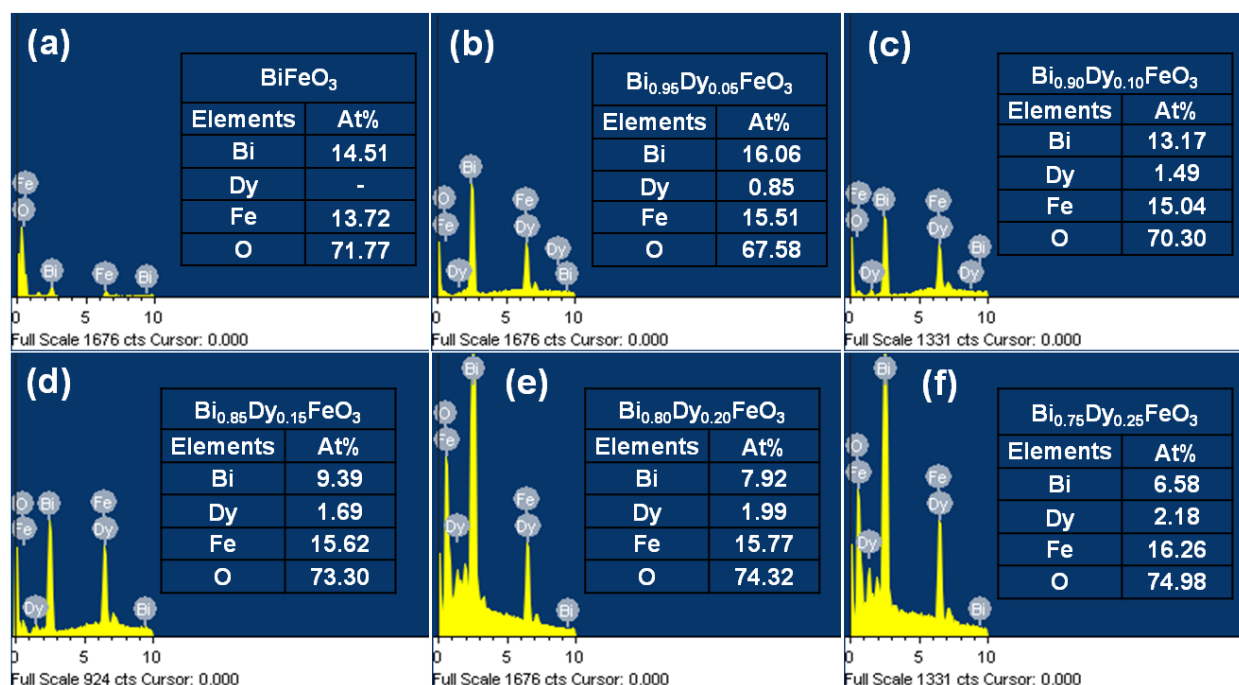 (a)
BiFeO₃
Elements At%
Bi 14.51
Dy -
Fe 13.72
O 71.77
Fe
O
Bi Fe Bi
0 5 10
Full Scale 1676 cts Cursor: 0.000
(b)
Bi₀.₉₅Dy₀.₀₅FeO₃
Elements At%
Bi 16.06
Dy 0.85
Fe 15.51
O 67.58
Bi
O Fe
Fe Dy Dy
Dy Bi
0 5 10
Full Scale 1676 cts Cursor: 0.000
(c)
Bi₀.₉₀Dy₀.₁₀FeO₃
Elements At%
Bi 13.17
Dy 1.49
Fe 15.04
O 70.30
Fe Bi Fe
O Dy Bi
Dy Dy
0 5 10
Full Scale 1331 cts Cursor: 0.000
(d)
Bi₀.₈₅Dy₀.₁₅FeO₃
Elements At%
Bi 9.39
Dy 1.69
Fe 15.62
O 73.30
O Bi Fe
Fe Dy
Dy Bi
0 5 10
Full Scale 924 cts Cursor: 0.000
(e)
Bi₀.₈₀Dy₀.₂₀FeO₃
Elements At%
Bi 7.92
Dy 1.99
Fe 15.77
O 74.32
Bi
O
Fe
Fe
Dy Dy
Bi
0 5 10
Full Scale 1676 cts Cursor: 0.000
(f)
Bi₀.₇₅Dy₀.₂₅FeO₃
Elements At%
Bi 6.58
Dy 2.18
Fe 16.26
O 74.98
Bi
O
Fe Fe
Dy
Dy
Bi
0 5 10
Full Scale 1331 cts Cursor: 0.000